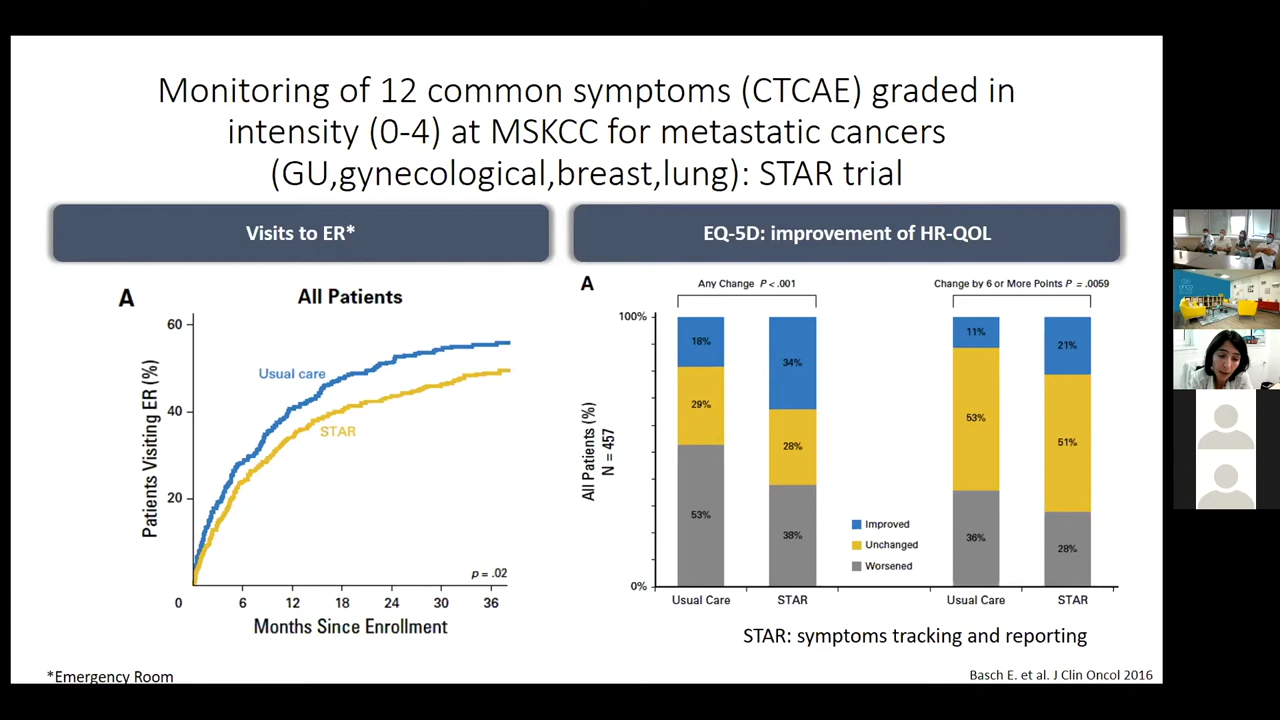 Monitoring of 12 common symptoms (CTCAE) graded in
intensity (0-4) at MSKCC for metastatic cancers
(GU,gynecological,breast,lung): STAR trial
Visits to ER*
EQ-5D: improvement of HR-QOL
A
All Patients
Patients Visiting ER (%)
60
40
20
Usual care
STAR
p = .02
0
6
12
18
24
30
36
Months Since Enrollment
A
Any Change P < .001
Change by 6 or More Points P = .0059
All Patients (%)
N = 457
100%
0%
18%
29%
53%
34%
28%
38%
11%
53%
36%
21%
51%
28%
Improved
Unchanged
Worsened
Usual Care
STAR
Usual Care
STAR
STAR: symptoms tracking and reporting
*Emergency Room
Basch E. et al. J Clin Oncol 2016